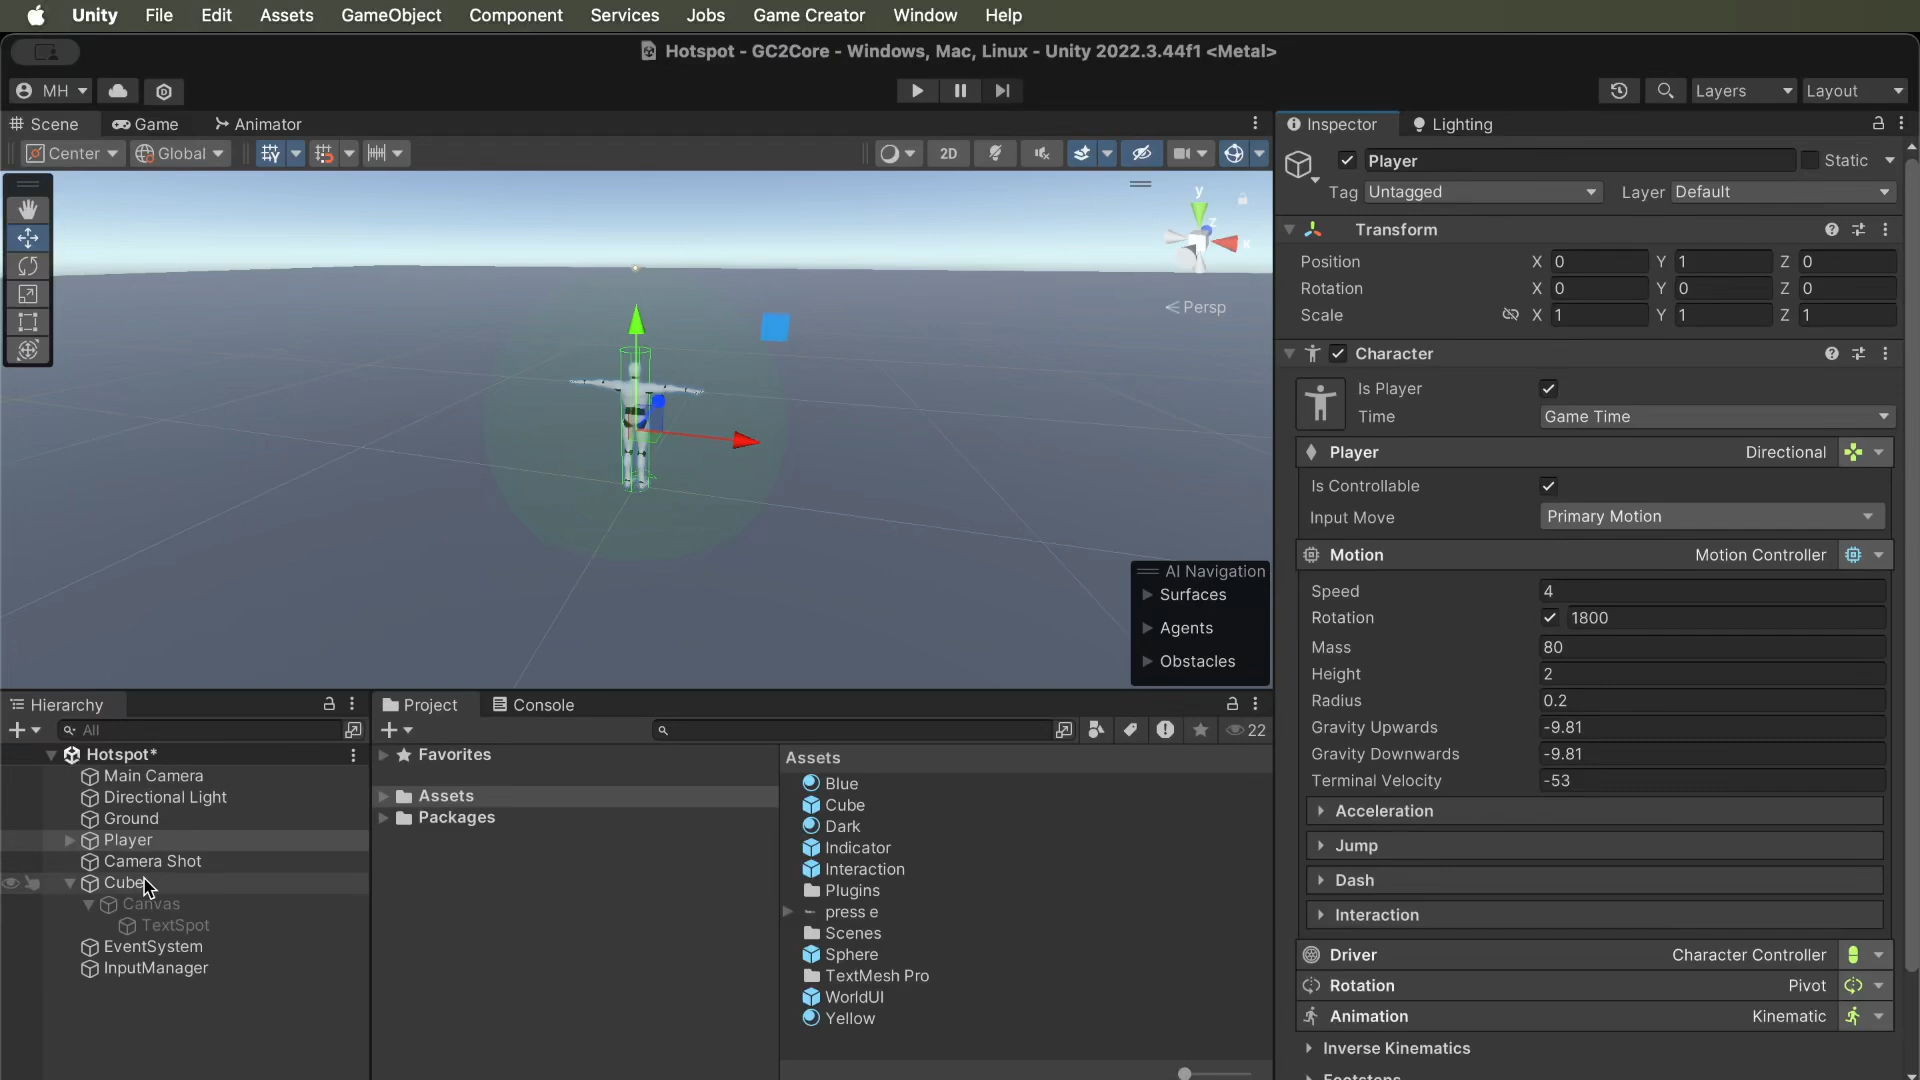 Unity File Edit Assets GameObject Component Services Jobs Game Creator Window Help
Hotspot - GC2Core - Windows, Mac, Linux - Unity 2022.3.44f1 <Metal>
MH
Layers
Layout
Scene
Game
Animator
Center
Global
2D
y
z
x
Persp
AI Navigation
Surfaces
Agents
Obstacles
Hierarchy
All
Hotspot*
Main Camera
Directional Light
Ground
Player
Camera Shot
Cube
Canvas
TextSpot
EventSystem
InputManager
Project
Console
22
Favorites
Assets
Packages
Assets
Blue
Cube
Dark
Indicator
Interaction
Plugins
press e
Scenes
Sphere
TextMesh Pro
WorldUI
Yellow
Inspector
Lighting
Player
Static
Tag Untagged
Layer Default
Transform
Position X 0 Y 1 Z 0
Rotation X 0 Y 0 Z 0
Scale X 1 Y 1 Z 1
Character
Is Player
Time Game Time
Player Directional
Is Controllable
Input Move Primary Motion
Motion Motion Controller
Speed 4
Rotation 1800
Mass 80
Height 2
Radius 0.2
Gravity Upwards -9.81
Gravity Downwards -9.81
Terminal Velocity -53
Acceleration
Jump
Dash
Interaction
Driver Character Controller
Rotation Pivot
Animation Kinematic
Inverse Kinematics
Footsteps